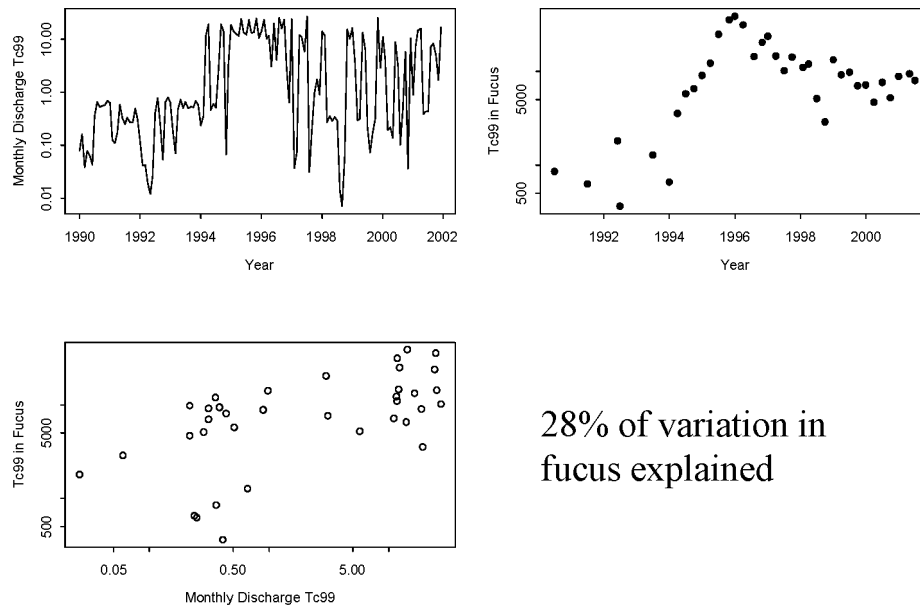 Monthly Discharge Tc99
10.00
1.00
0.10
0.01
1990
1992
1994
1996
1998
2000
2002
Year
Tc99 in Fucus
5000
500
1992
1994
1996
1998
2000
Year
Tc99 in Fucus
5000
500
0.05
0.50
5.00
Monthly Discharge Tc99
28% of variation in
fucus explained